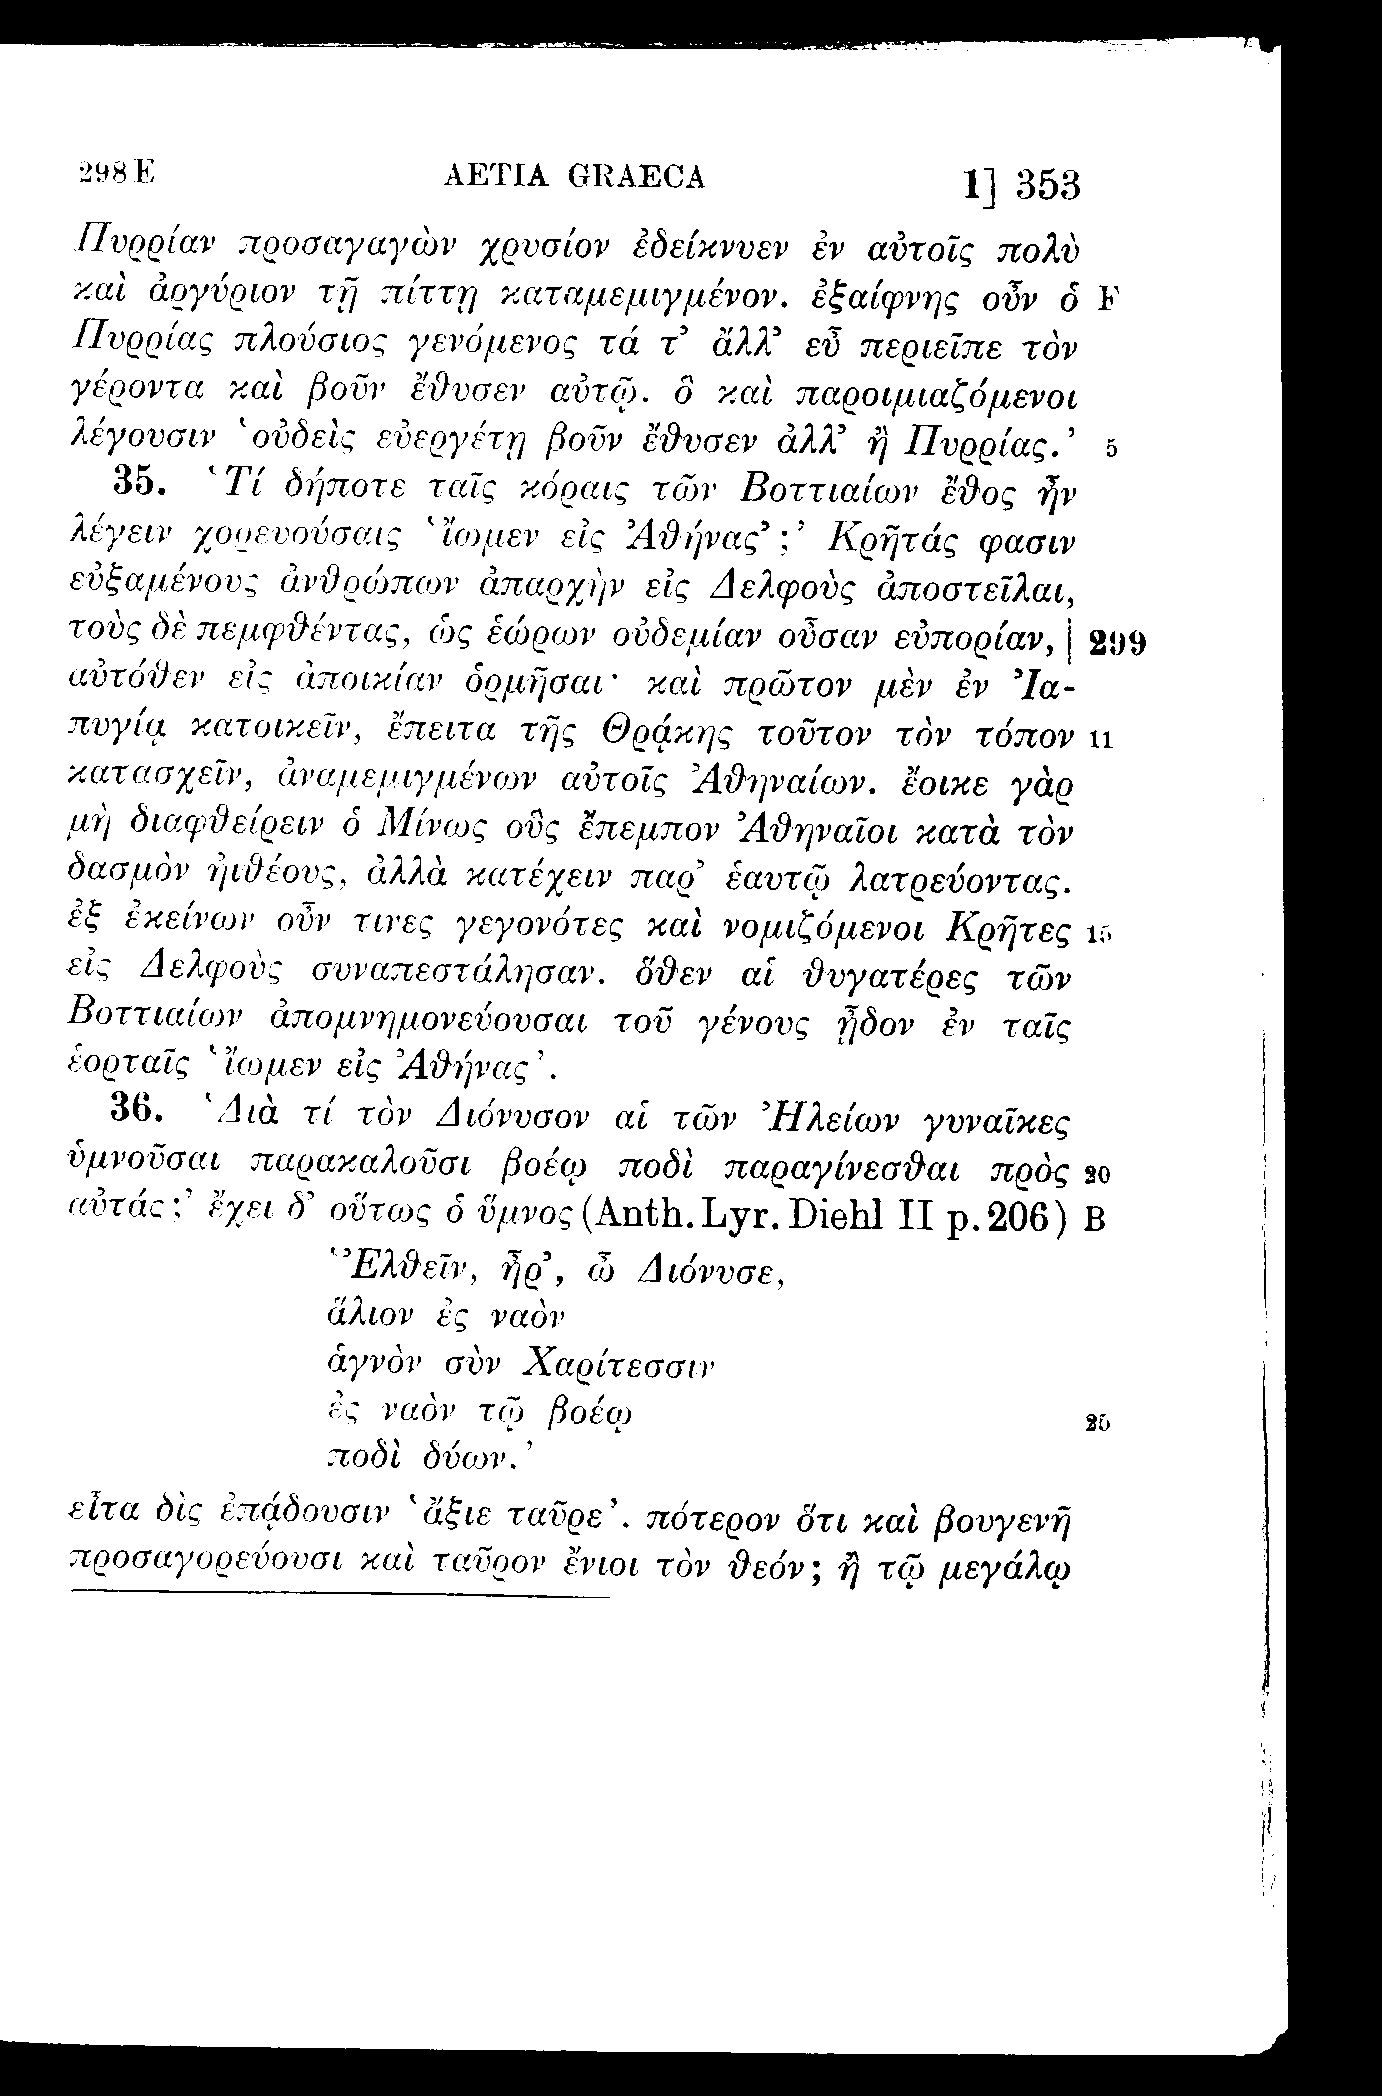 298 E AETIA GRAECA 1] 353
Πυρρίαν προσαγαγὼν χρυσίον ἐδείκνυεν ἐν αὐτοῖς πολὺ
καὶ ἀργύριον τῇ πίττῃ καταμεμιγμένον. ἐξαίφνης οὖν ὁ F
Πυρρίας πλούσιος γενόμενος τά τ’ ἄλλ’ εὖ περιεῖπε τὸν
γέροντα καὶ βοῦν ἔθυσεν αὐτῷ. ὃ καὶ παροιμιαζόμενοι
λέγουσιν ‘οὐδεὶς εὐεργέτῃ βοῦν ἔθυσεν ἀλλ’ ἢ Πυρρίας.’ 5
35. ‘Τί δήποτε ταῖς κόραις τῶν Βοττιαίων ἔθος ἦν
λέγειν χορευούσαις ‘ἴωμεν εἰς Ἀθήνας’;’ Κρῆτάς φασιν
εὐξαμένους ἀνθρώπων ἀπαρχὴν εἰς Δελφοὺς ἀποστεῖλαι,
τοὺς δὲ πεμφθέντας, ὡς ἑώρων οὐδεμίαν οὖσαν εὐπορίαν, | 299
αὐτόθεν εἰς ἀποικίαν ὁρμῆσαι· καὶ πρῶτον μὲν ἐν Ἰα-
πυγίᾳ κατοικεῖν, ἔπειτα τῆς Θρᾴκης τοῦτον τὸν τόπον 11
κατασχεῖν, ἀναμεμιγμένων αὐτοῖς Ἀθηναίων. ἔοικε γὰρ
μὴ διαφθείρειν ὁ Μίνως οὓς ἔπεμπον Ἀθηναῖοι κατὰ τὸν
δασμὸν ἠιθέους, ἀλλὰ κατέχειν παρ’ ἑαυτῷ λατρεύοντας.
ἐξ ἐκείνων οὖν τινες γεγονότες καὶ νομιζόμενοι Κρῆτες 15
εἰς Δελφοὺς συναπεστάλησαν. ὅθεν αἱ θυγατέρες τῶν
Βοττιαίων ἀπομνημονεύουσαι τοῦ γένους ᾖδον ἐν ταῖς
ἑορταῖς ‘ἴωμεν εἰς Ἀθήνας’.
36. ‘Διὰ τί τὸν Διόνυσον αἱ τῶν Ἠλείων γυναῖκες
ὑμνοῦσαι παρακαλοῦσι βοέῳ ποδὶ παραγίνεσθαι πρὸς 20
αὐτάς;’ ἔχει δ’ οὕτως ὁ ὕμνος (Anth. Lyr. Diehl II p. 206) B
‘Ἐλθεῖν, ἦρ’, ὦ Διόνυσε,
ἅλιον ἐς ναὸν
ἁγνὸν σὺν Χαρίτεσσιν
ἐς ναὸν τῷ βοέῳ 25
ποδὶ δύων.’
εἶτα δὶς ἐπᾴδουσιν ‘ἄξιε ταῦρε’. πότερον ὅτι καὶ βουγενῆ
προσαγορεύουσι καὶ ταῦρον ἔνιοι τὸν θεόν; ἢ τῷ μεγάλῳ